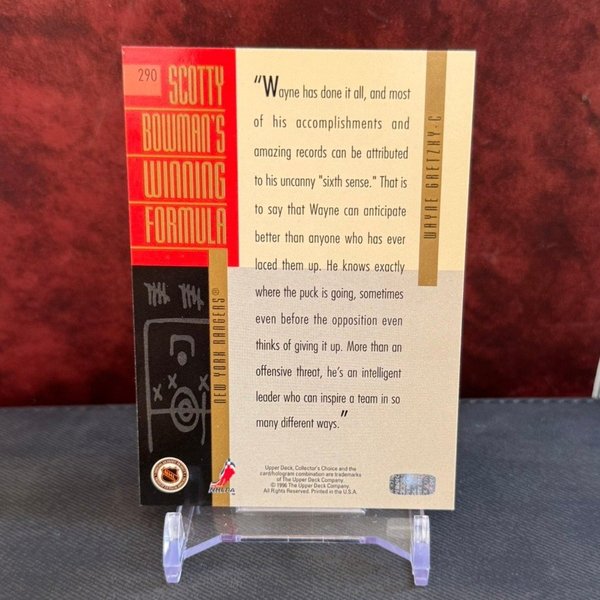 290
SCOTTY
BOWMAN'S
WINNING
FORMULA
"Wayne has done it all, and most
of his accomplishments and
amazing records can be attributed
to his uncanny "sixth sense." That is
to say that Wayne can anticipate
better than anyone who has ever
laced them up. He knows exactly
where the puck is going, sometimes
even before the opposition even
thinks of giving it up. More than an
offensive threat, he's an intelligent
leader who can inspire a team in so
many different ways."
WAYNE GRETZKY • C
NEW YORK RANGERS®
NHL
NHLPA
Upper Deck, Collector's Choice and the
card/hologram combination are trademarks
of The Upper Deck Company.
© 1996 The Upper Deck Company.
All Rights Reserved. Printed in the U.S.A.